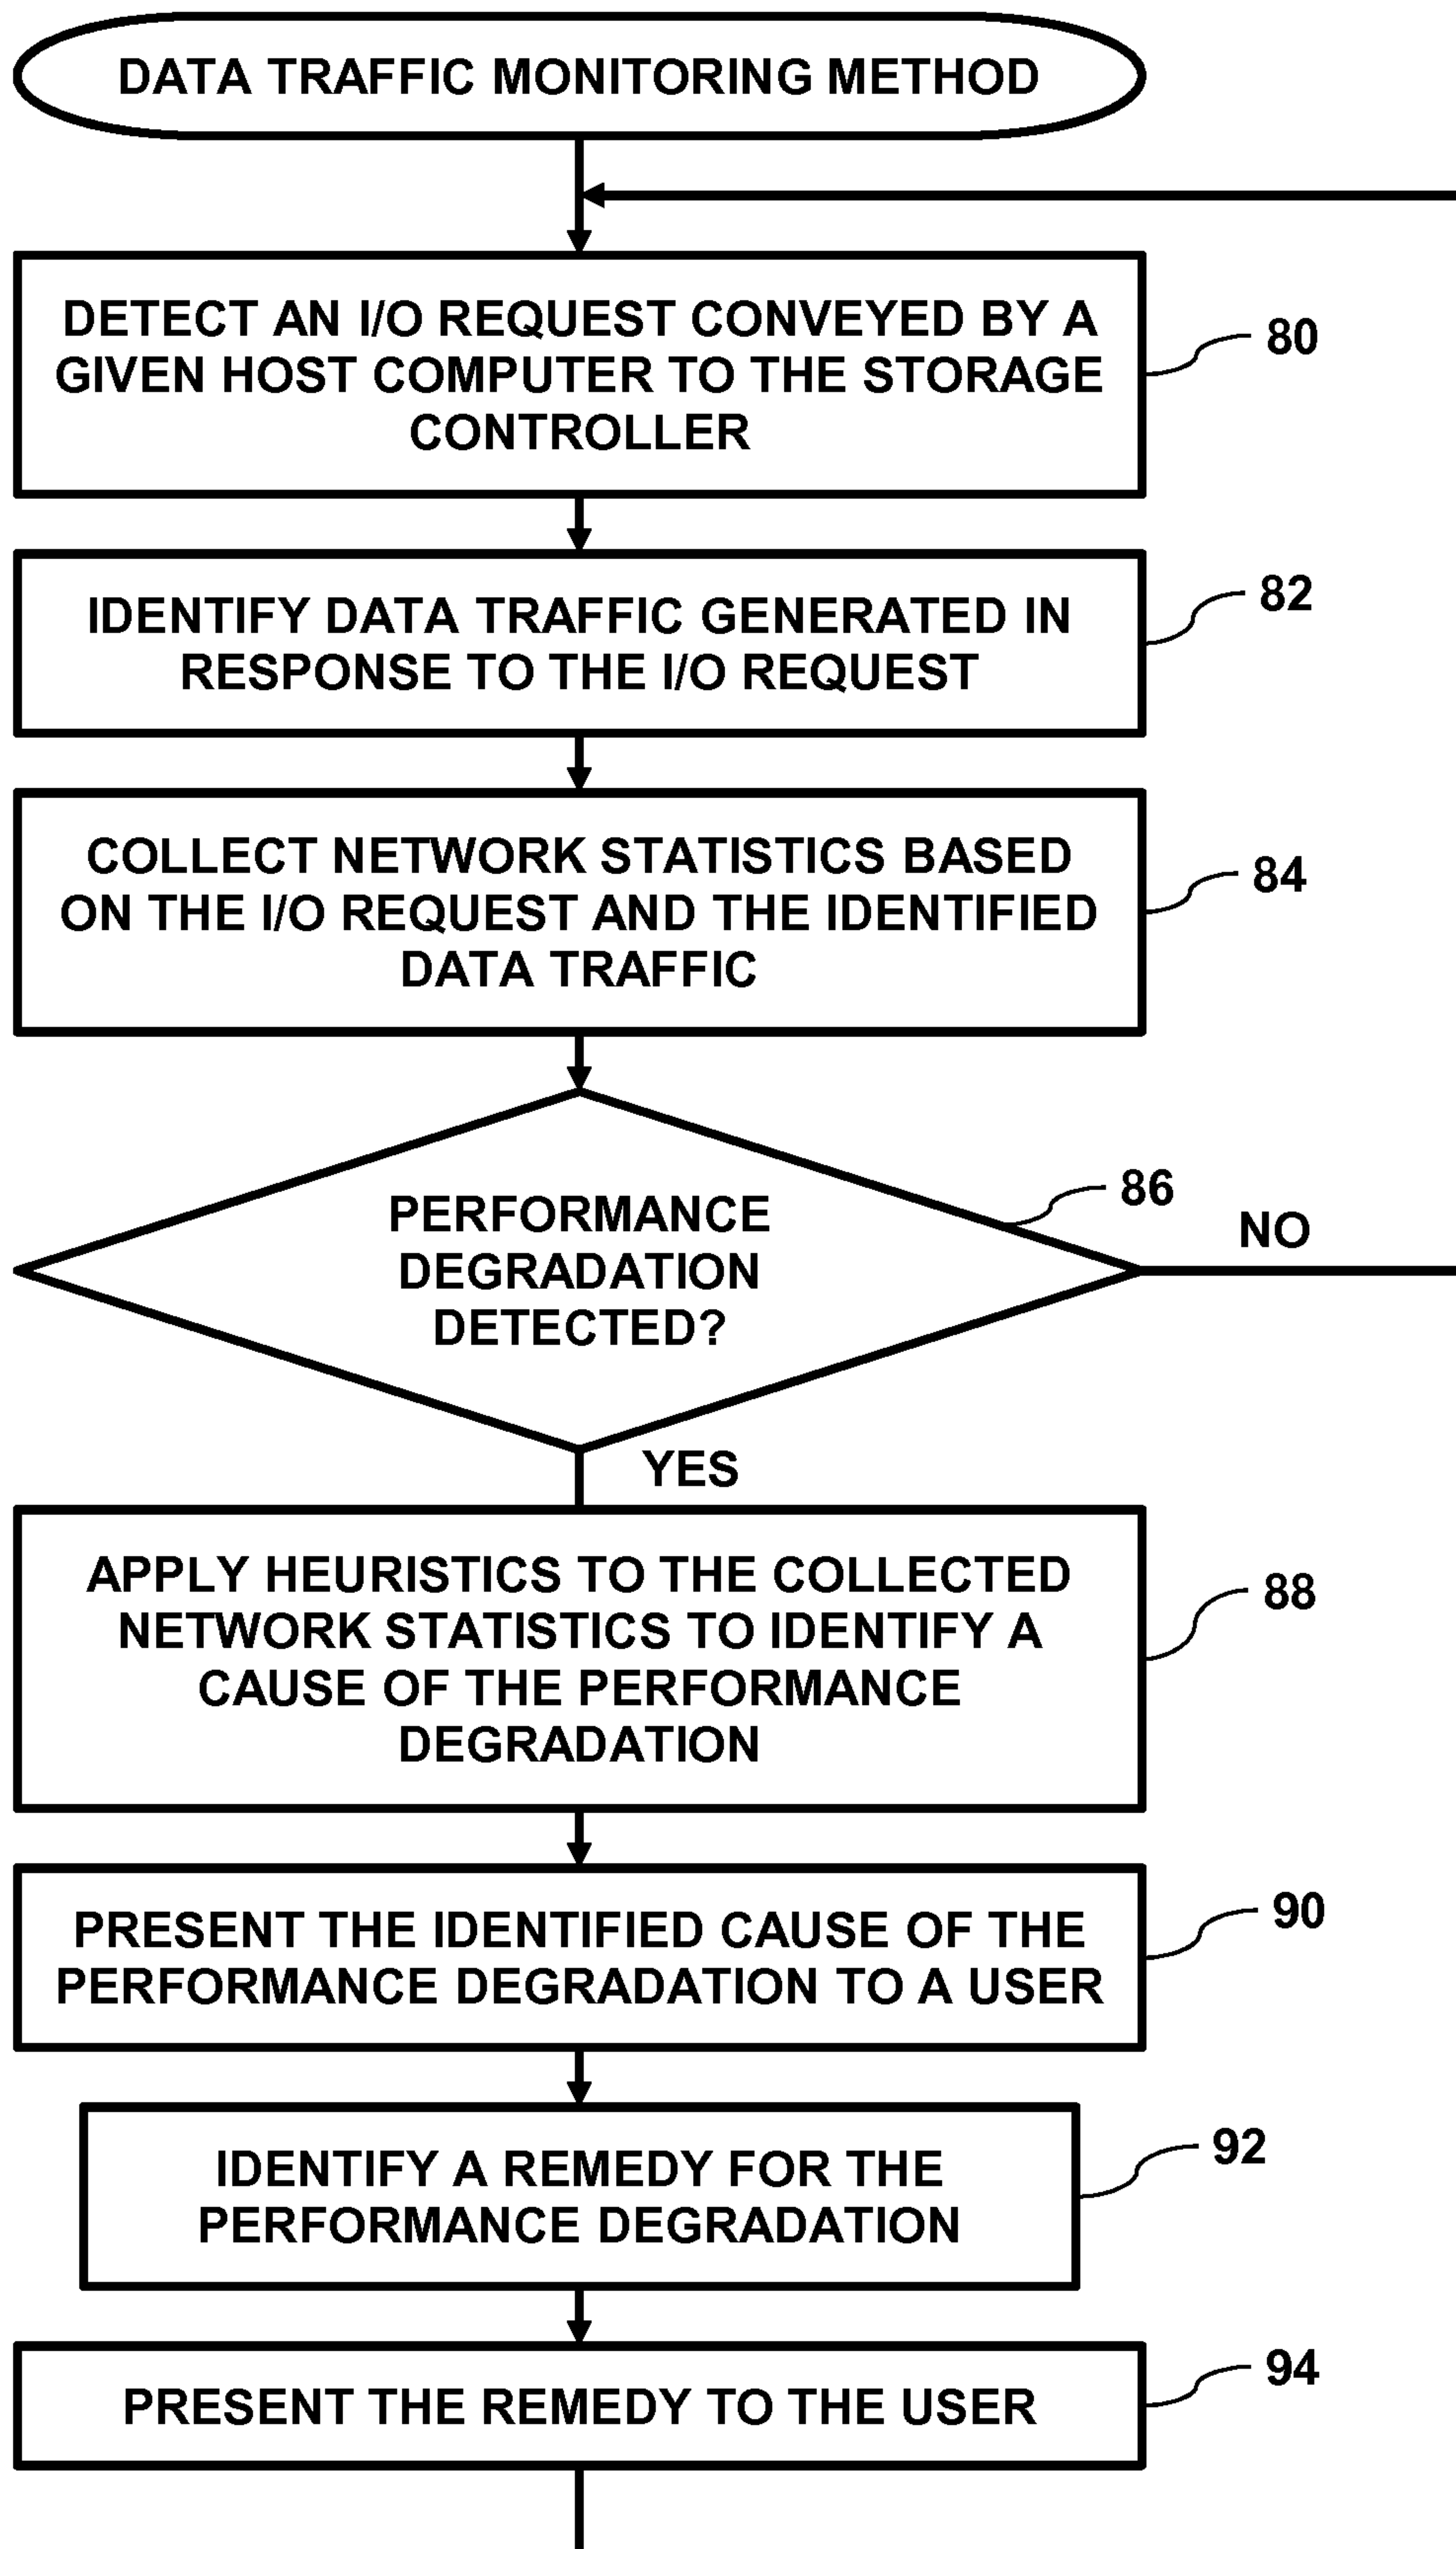 DATA TRAFFIC MONITORING METHOD
DETECT AN I/O REQUEST CONVEYED BY A
GIVEN HOST COMPUTER TO THE STORAGE
CONTROLLER
80
IDENTIFY DATA TRAFFIC GENERATED IN
RESPONSE TO THE I/O REQUEST
82
COLLECT NETWORK STATISTICS BASED
ON THE I/O REQUEST AND THE IDENTIFIED
DATA TRAFFIC
84
PERFORMANCE
DEGRADATION
DETECTED?
86
NO
YES
APPLY HEURISTICS TO THE COLLECTED
NETWORK STATISTICS TO IDENTIFY A
CAUSE OF THE PERFORMANCE
DEGRADATION
88
PRESENT THE IDENTIFIED CAUSE OF THE
PERFORMANCE DEGRADATION TO A USER
90
IDENTIFY A REMEDY FOR THE
PERFORMANCE DEGRADATION
92
PRESENT THE REMEDY TO THE USER
94